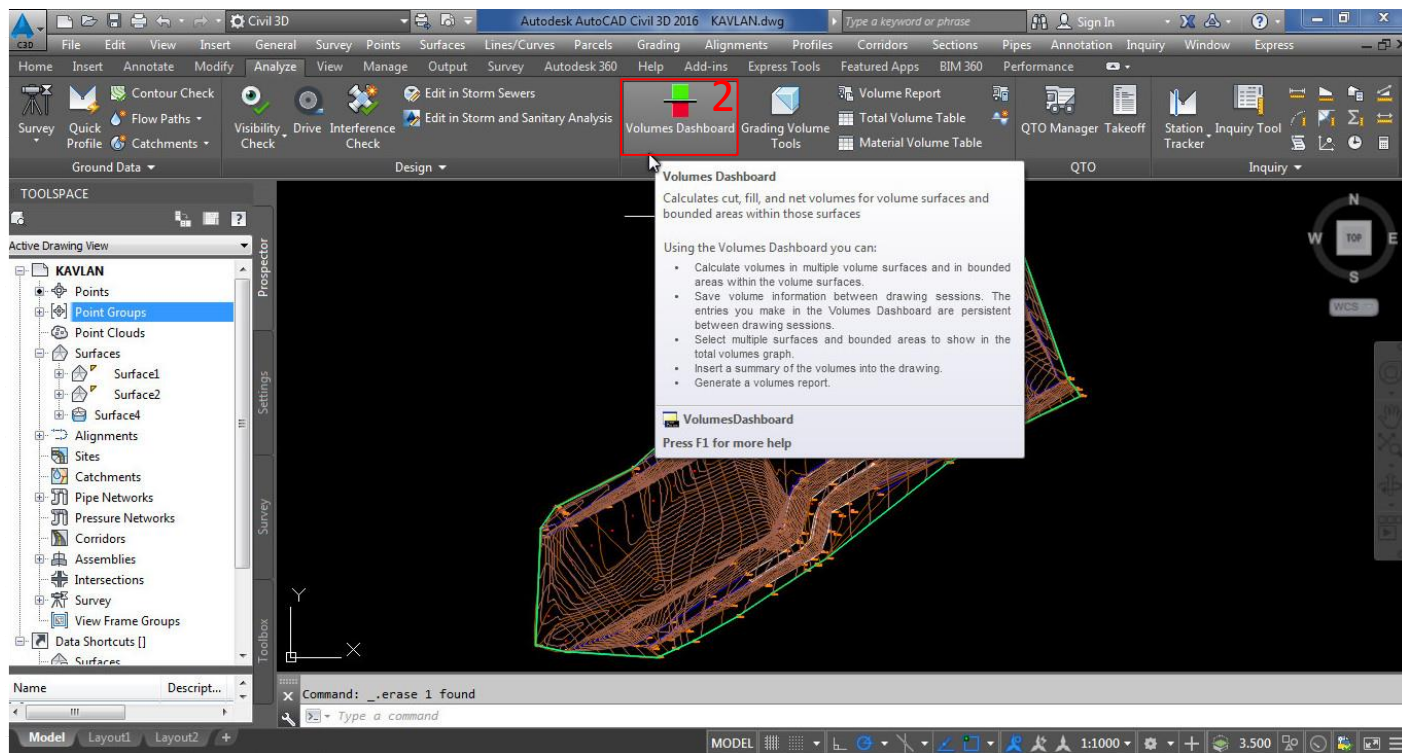 Civil 3D
Autodesk AutoCAD Civil 3D 2016 KAVLAN.dwg
Type a keyword or phrase
Sign In
C3D
File Edit View Insert General Survey Points Surfaces Lines/Curves Parcels Grading Alignments Profiles Corridors Sections Pipes Annotation Inquiry Window Express
Home Insert Annotate Modify Analyze View Manage Output Survey Autodesk 360 Help Add-ins Express Tools Featured Apps BIM 360 Performance
Survey
Quick Profile
Contour Check
Flow Paths
Catchments
Ground Data
Visibility Check
Drive
Interference Check
Edit in Storm Sewers
Edit in Storm and Sanitary Analysis
Design
2
Volumes Dashboard
Grading Volume Tools
Volume Report
Total Volume Table
Material Volume Table
QTO Manager
Takeoff
QTO
Station Tracker
Inquiry Tool
Inquiry
TOOLSPACE
Active Drawing View
KAVLAN
Points
Point Groups
Point Clouds
Surfaces
Surface1
Surface2
Surface4
Alignments
Sites
Catchments
Pipe Networks
Pressure Networks
Corridors
Assemblies
Intersections
Survey
View Frame Groups
Data Shortcuts []
Surfaces
Prospector
Settings
Survey
Toolbox
Name Descript...
Volumes Dashboard
Calculates cut, fill, and net volumes for volume surfaces and
bounded areas within those surfaces
Using the Volumes Dashboard you can:
• Calculate volumes in multiple volume surfaces and in bounded
areas within the volume surfaces.
• Save volume information between drawing sessions. The
entries you make in the Volumes Dashboard are persistent
between drawing sessions.
• Select multiple surfaces and bounded areas to show in the
total volumes graph.
• Insert a summary of the volumes into the drawing.
• Generate a volumes report.
VolumesDashboard
Press F1 for more help
N
W TOP E
S
WCS
Y
X
Command: _.erase 1 found
Type a command
Model Layout1 Layout2 +
MODEL
1:1000
3.500